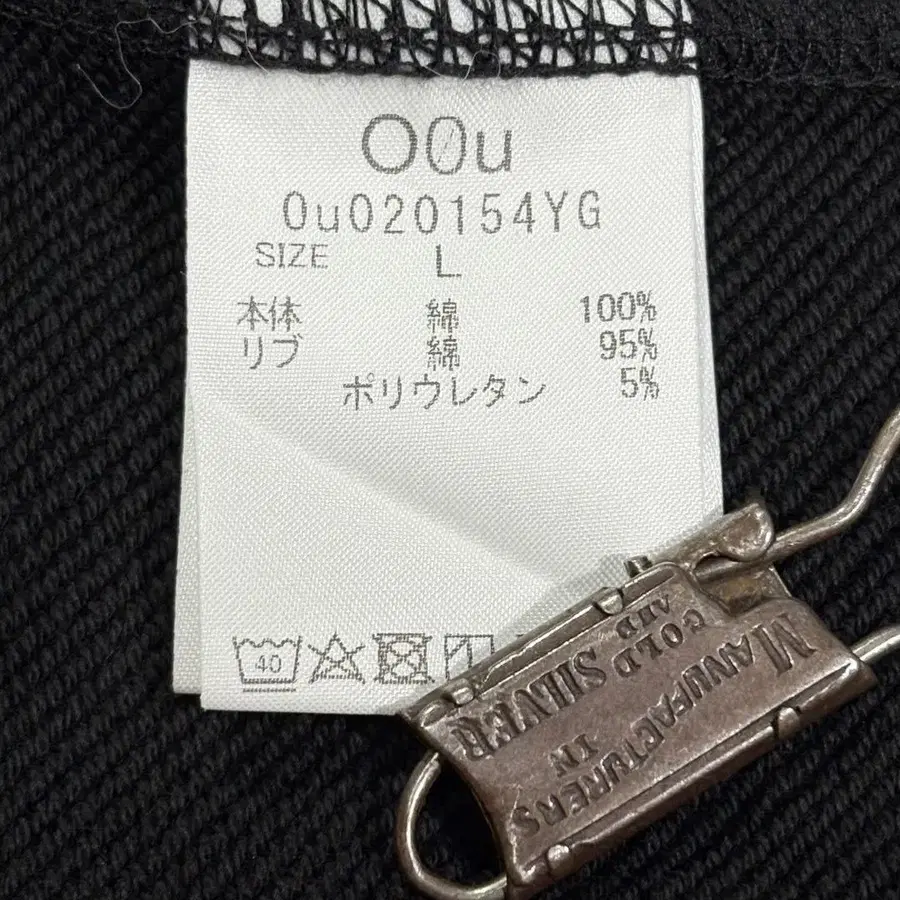 O0u
0u020154YG
SIZE L
本体 綿 100%
リブ 綿 95%
ポリウレタン 5%
40
MANUFACTURERS
IN
GOLD AND
SILVER